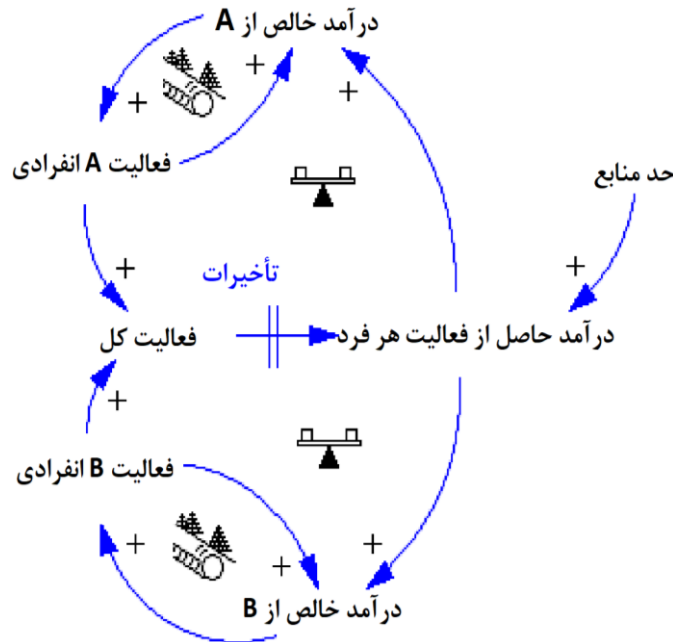 درآمد خالص از A
+
+
+
فعالیت A انفرادی
حد منابع
+
تأخیرات
+
فعالیت کل
درآمد حاصل از فعالیت هر فرد
+
فعالیت B انفرادی
+
+
+
درآمد خالص از B